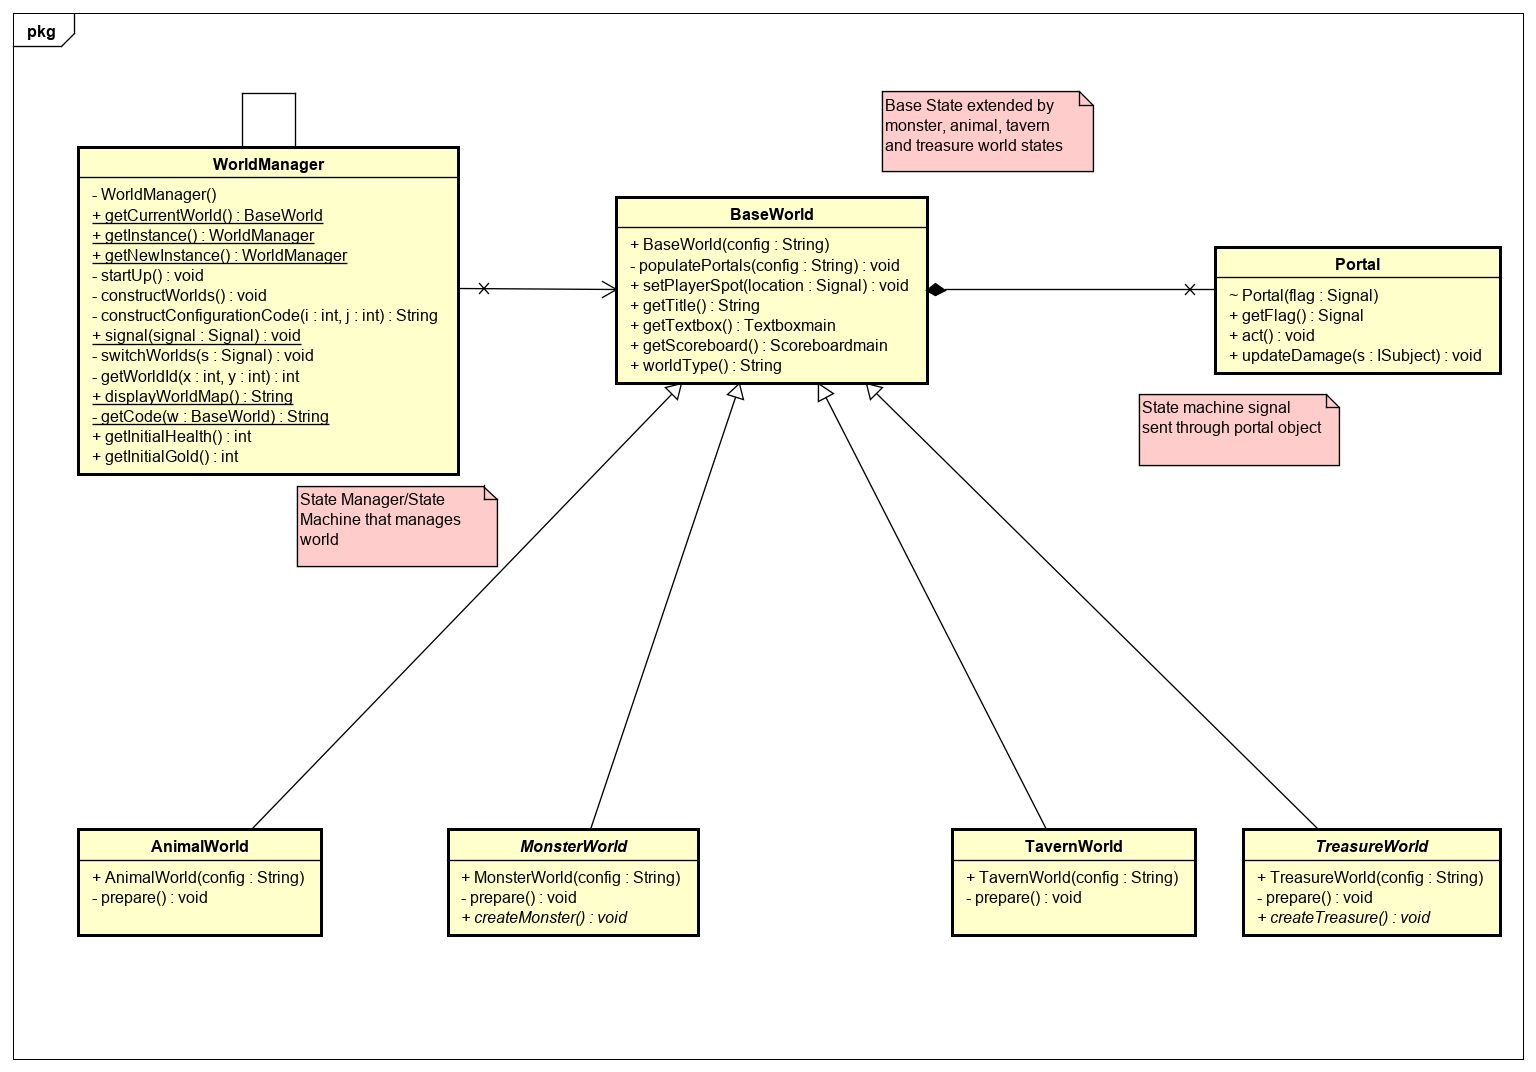 pkg
WorldManager
- WorldManager()
+ getCurrentWorld() : BaseWorld
+ getInstance() : WorldManager
+ getNewInstance() : WorldManager
- startUp() : void
- constructWorlds() : void
- constructConfigurationCode(i : int, j : int) : String
+ signal(signal : Signal) : void
- switchWorlds(s : Signal) : void
- getWorldId(x : int, y : int) : int
+ displayWorldMap() : String
- getCode(w : BaseWorld) : String
+ getInitialHealth() : int
+ getInitialGold() : int
State Manager/State
Machine that manages
world
Base State extended by
monster, animal, tavern
and treasure world states
BaseWorld
+ BaseWorld(config : String)
- populatePortals(config : String) : void
+ setPlayerSpot(location : Signal) : void
+ getTitle() : String
+ getTextbox() : Textboxmain
+ getScoreboard() : Scoreboardmain
+ worldType() : String
Portal
~ Portal(flag : Signal)
+ getFlag() : Signal
+ act() : void
+ updateDamage(s : ISubject) : void
State machine signal
sent through portal object
AnimalWorld
+ AnimalWorld(config : String)
- prepare() : void
MonsterWorld
+ MonsterWorld(config : String)
- prepare() : void
+ createMonster() : void
TavernWorld
+ TavernWorld(config : String)
- prepare() : void
TreasureWorld
+ TreasureWorld(config : String)
- prepare() : void
+ createTreasure() : void